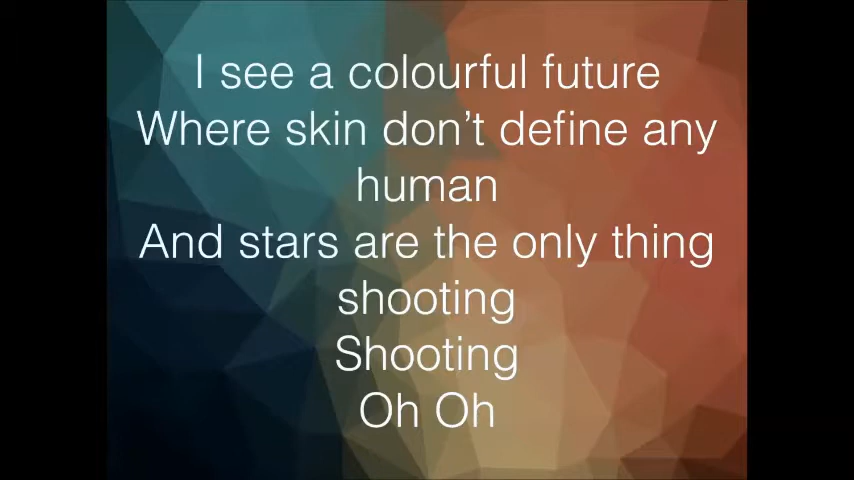 I see a colourful future
Where skin don't define any
human
And stars are the only thing
shooting
Shooting
Oh Oh